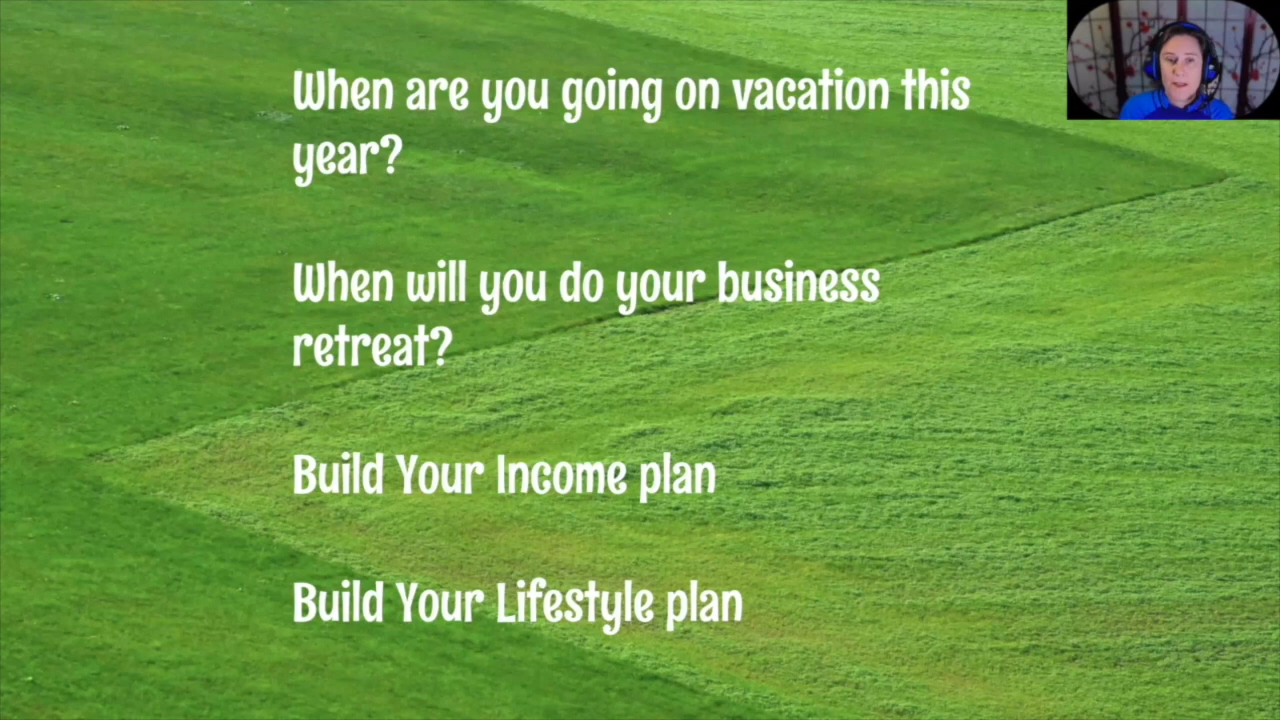 When are you going on vacation this
year?
When will you do your business
retreat?
Build Your Income plan
Build Your Lifestyle plan